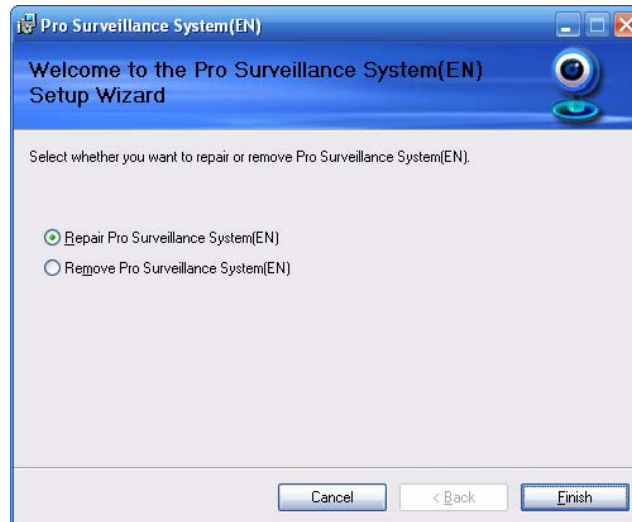 Pro Surveillance System(EN)
Welcome to the Pro Surveillance System(EN)
Setup Wizard
Select whether you want to repair or remove Pro Surveillance System(EN).
Repair Pro Surveillance System(EN)
Remove Pro Surveillance System(EN)
Cancel
< Back
Finish